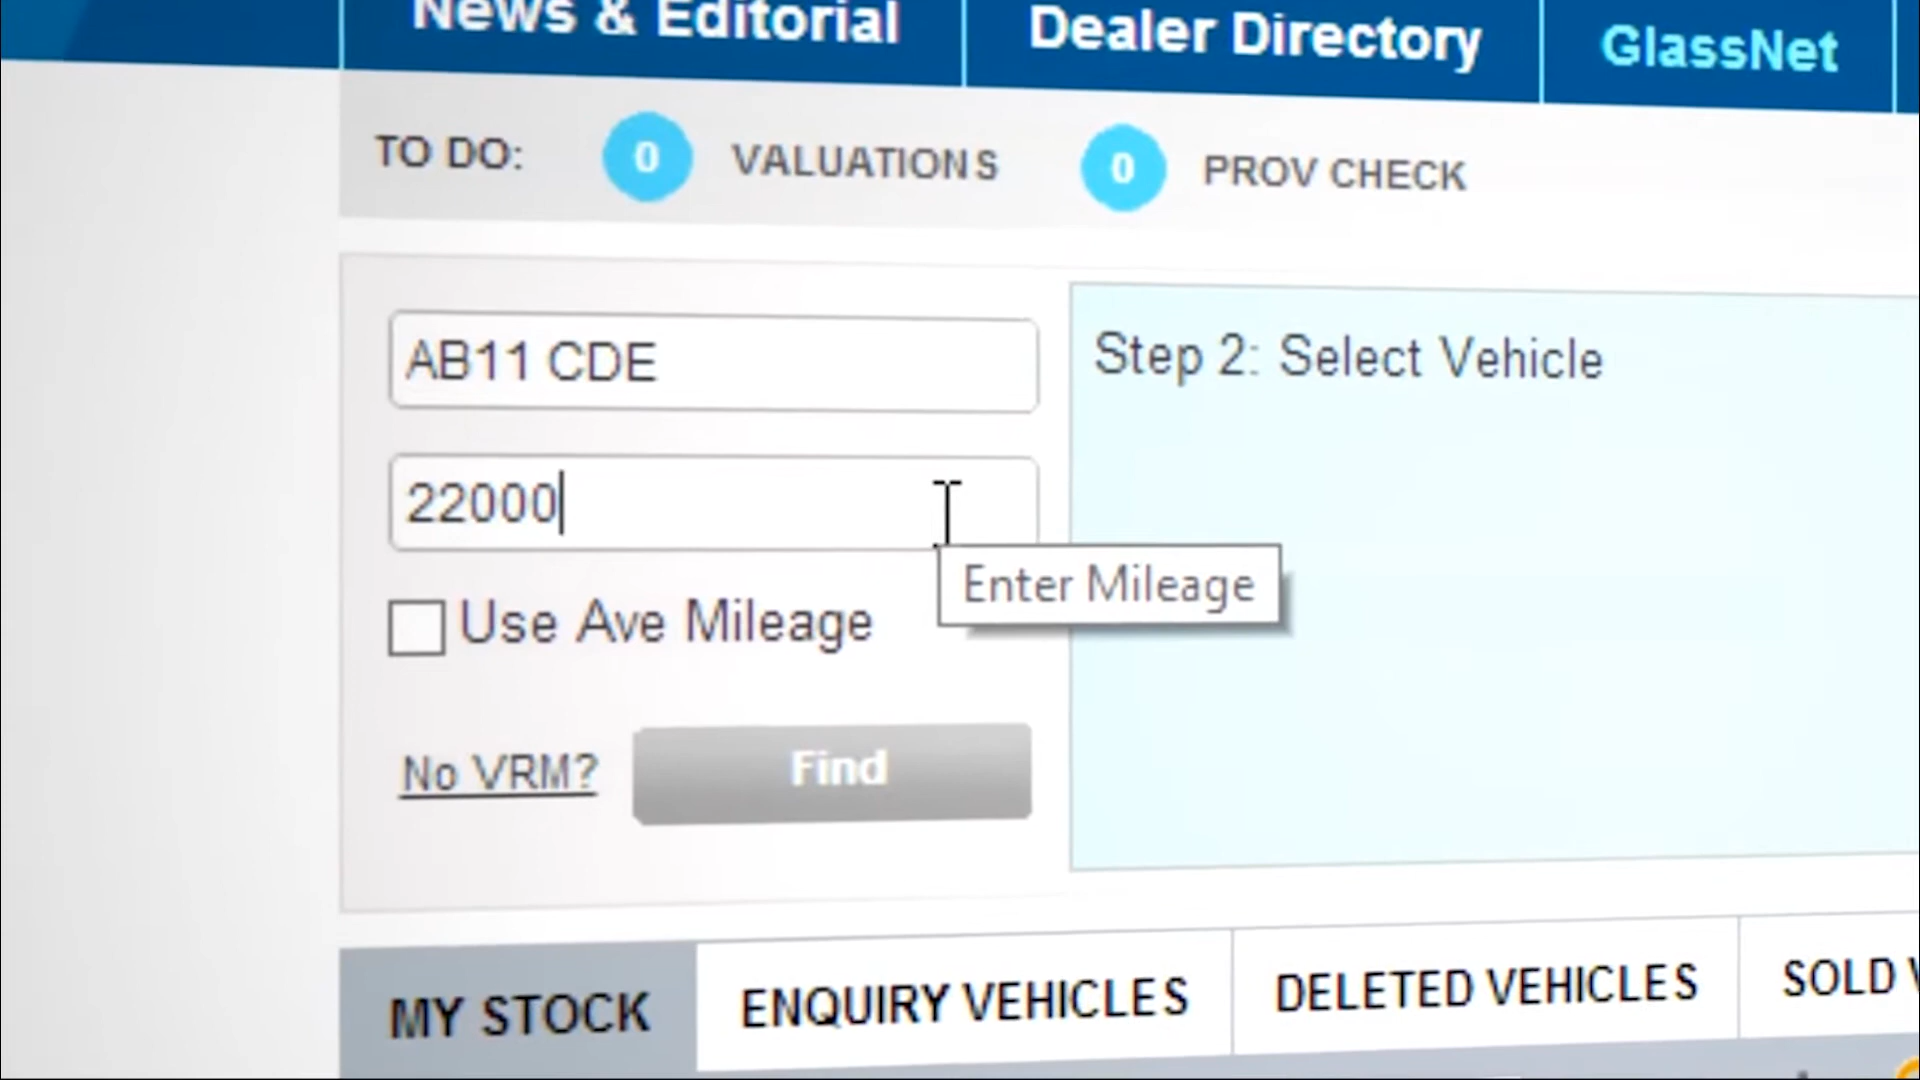 News & Editorial
Dealer Directory
GlassNet
TO DO:
0
VALUATIONS
0
PROV CHECK
AB11 CDE
Step 2: Select Vehicle
22000
Enter Mileage
Use Ave Mileage
No VRM?
Find
MY STOCK
ENQUIRY VEHICLES
DELETED VEHICLES
SOLD V